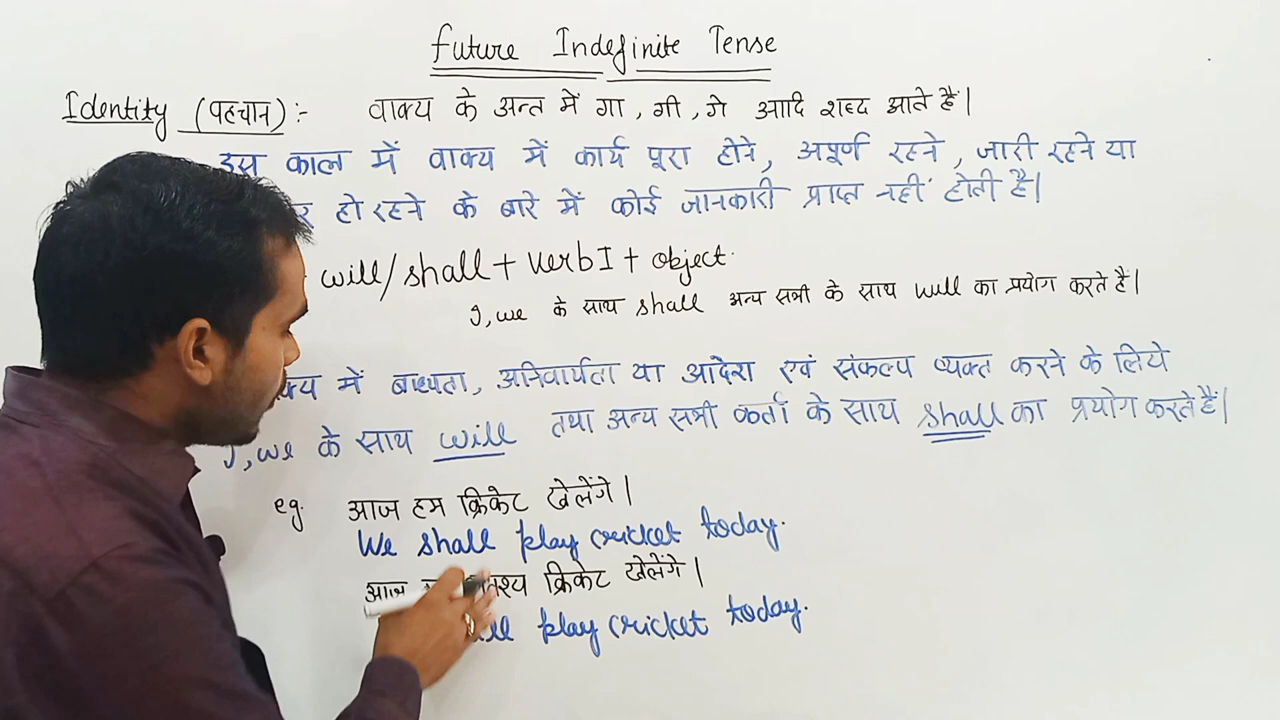 Future Indefinite Tense
Identity (पहचान) :- वाक्य के अन्त में गा, गी, गे आदि शब्द आते है।
इस काल में वाक्य में कार्य पूरा होने, अपूर्ण रहने, जारी रहने या
हो रहने के बारे में कोई जानकारी प्राप्त नहीं होती है।
will/shall + verb I + object.
I, we के साथ shall अन्य सभी के साथ will का प्रयोग करते है।
में बाध्यता, अनिवार्यता या आदेश एवं संकल्प व्यक्त करने के लिये
I, we के साथ will तथा अन्य सभी कर्ता के साथ shall का प्रयोग करते हैं।
eg. आज हम क्रिकेट खेलेंगे।
We shall play cricket today.
आज क्रिकेट खेलेंगे।
play cricket today.